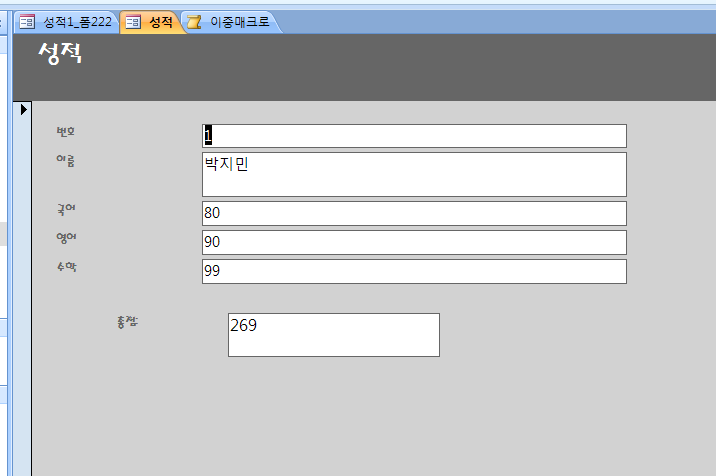 성적1_폼222 성적 이중매크로
성적
번호 1
이름 박지민
국어 80
영어 90
수학 99
총점: 269